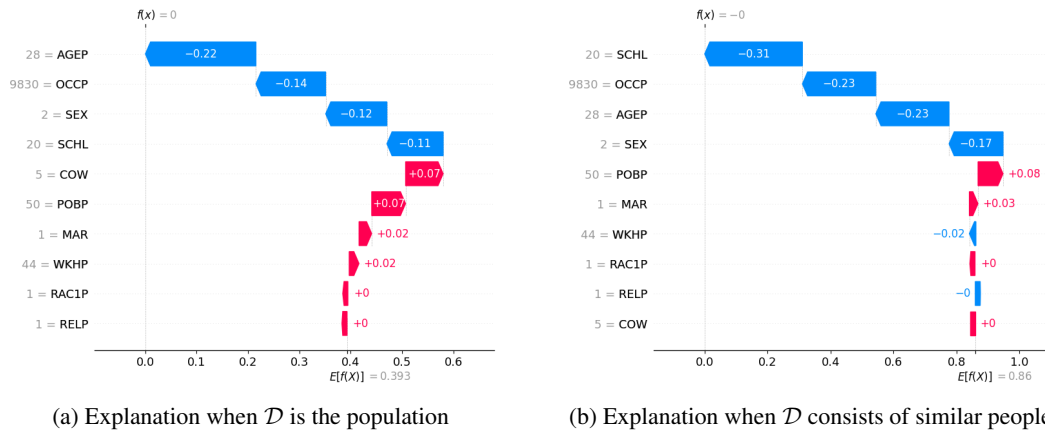 f(x) = 0
28 = AGEP
−0.22
9830 = OCCP
−0.14
2 = SEX
−0.12
20 = SCHL
−0.11
5 = COW
+0.07
50 = POBP
+0.07
1 = MAR
+0.02
44 = WKHP
+0.02
1 = RAC1P
+0
1 = RELP
+0
0.0 0.1 0.2 0.3 0.4 0.5 0.6
E[f(X)] = 0.393
(a) Explanation when 𝒟 is the population
f(x) = −0
20 = SCHL
−0.31
9830 = OCCP
−0.23
28 = AGEP
−0.23
2 = SEX
−0.17
50 = POBP
+0.08
1 = MAR
+0.03
44 = WKHP
−0.02
1 = RAC1P
+0
1 = RELP
−0
5 = COW
+0
0.0 0.2 0.4 0.6 0.8 1.0
E[f(X)] = 0.86
(b) Explanation when 𝒟 consists of similar people